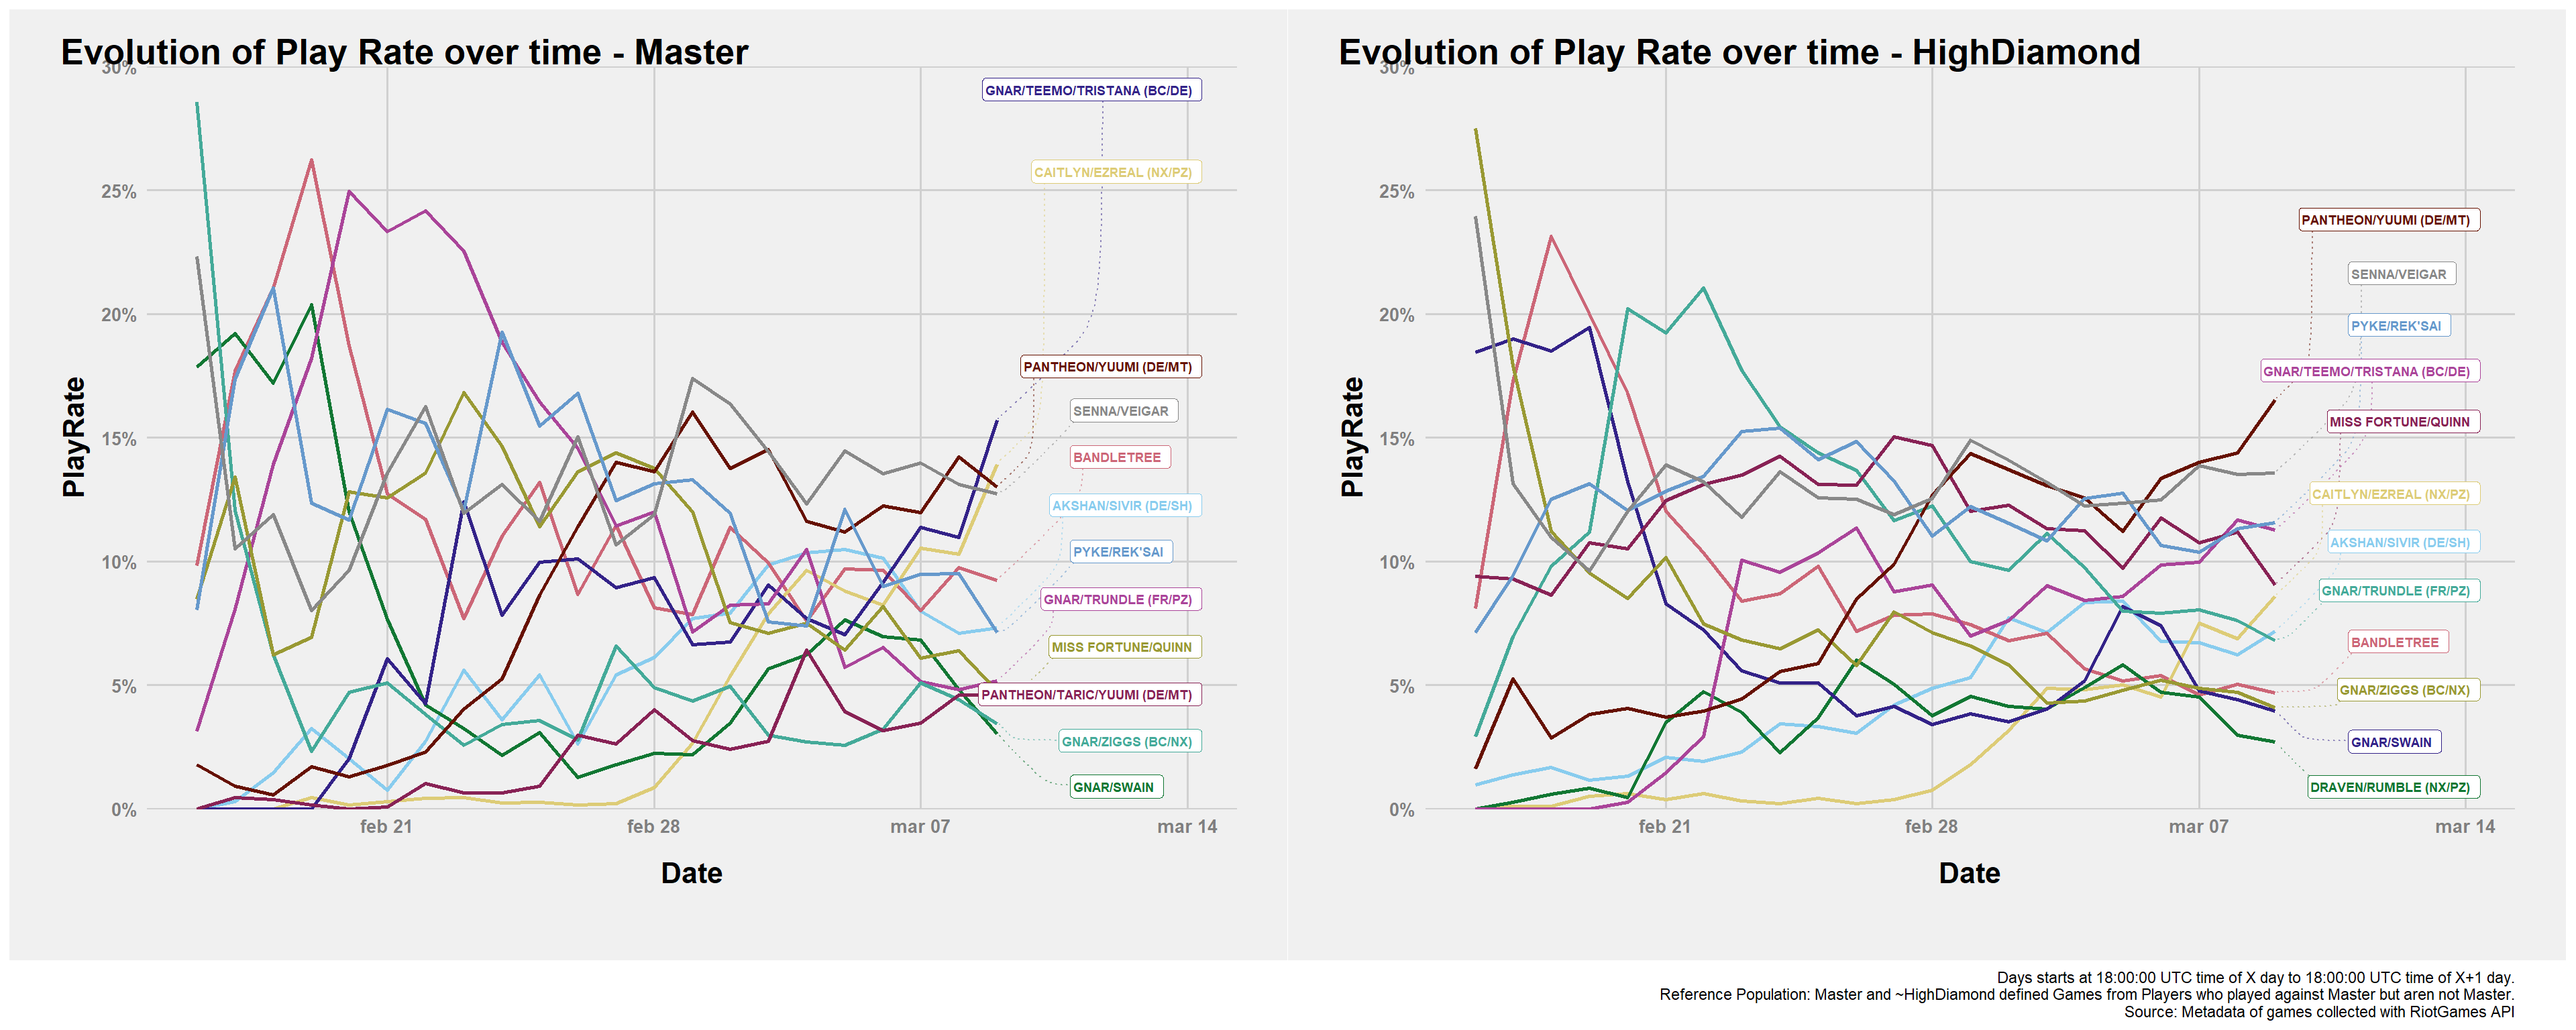 Evolution of Play Rate over time - Master
30%
25%
20%
15%
10%
5%
0%
PlayRate
feb 21
feb 28
mar 07
mar 14
Date
GNAR/TEEMO/TRISTANA (BC/DE)
CAITLYN/EZREAL (NX/PZ)
PANTHEON/YUUMI (DE/MT)
SENNA/VEIGAR
BANDLETREE
AKSHAN/SIVIR (DE/SH)
PYKE/REK'SAI
GNAR/TRUNDLE (FR/PZ)
MISS FORTUNE/QUINN
PANTHEON/TARIC/YUUMI (DE/MT)
GNAR/ZIGGS (BC/NX)
GNAR/SWAIN
Evolution of Play Rate over time - HighDiamond
30%
25%
20%
15%
10%
5%
0%
PlayRate
feb 21
feb 28
mar 07
mar 14
Date
PANTHEON/YUUMI (DE/MT)
SENNA/VEIGAR
PYKE/REK'SAI
GNAR/TEEMO/TRISTANA (BC/DE)
MISS FORTUNE/QUINN
CAITLYN/EZREAL (NX/PZ)
AKSHAN/SIVIR (DE/SH)
GNAR/TRUNDLE (FR/PZ)
BANDLETREE
GNAR/ZIGGS (BC/NX)
GNAR/SWAIN
DRAVEN/RUMBLE (NX/PZ)
Days starts at 18:00:00 UTC time of X day to 18:00:00 UTC time of X+1 day.
Reference Population: Master and ~HighDiamond defined Games from Players who played against Master but aren not Master.
Source: Metadata of games collected with RiotGames API